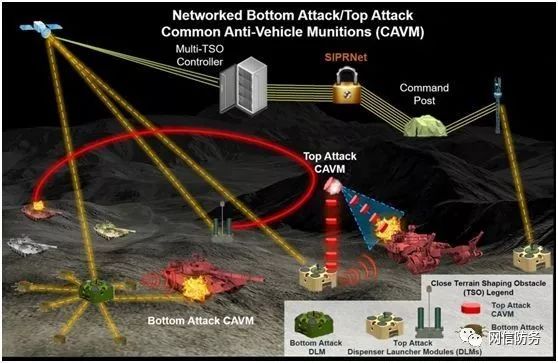 Networked Bottom Attack/Top Attack
Common Anti-Vehicle Munitions (CAVM)
Multi-TSO
Controller
SIPRNet
Command
Post
Top Attack
CAVM
Bottom Attack CAVM
Close Terrain Shaping Obstacle
(TSO) Legend
Top Attack
CAVM
Bottom Attack
Bottom Attack
DLM
Top Attack
Dispenser Launcher Modules (DLMs)
网信防务